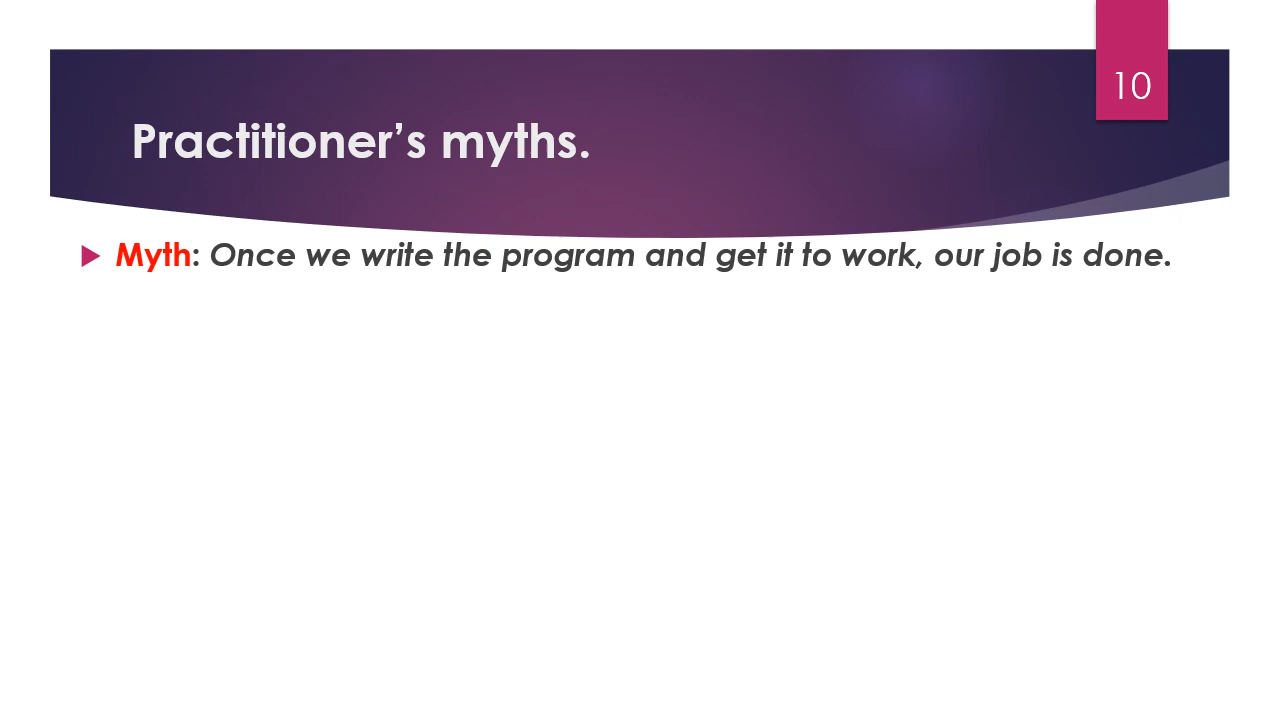 10
Practitioner’s myths.
Myth: Once we write the program and get it to work, our job is done.